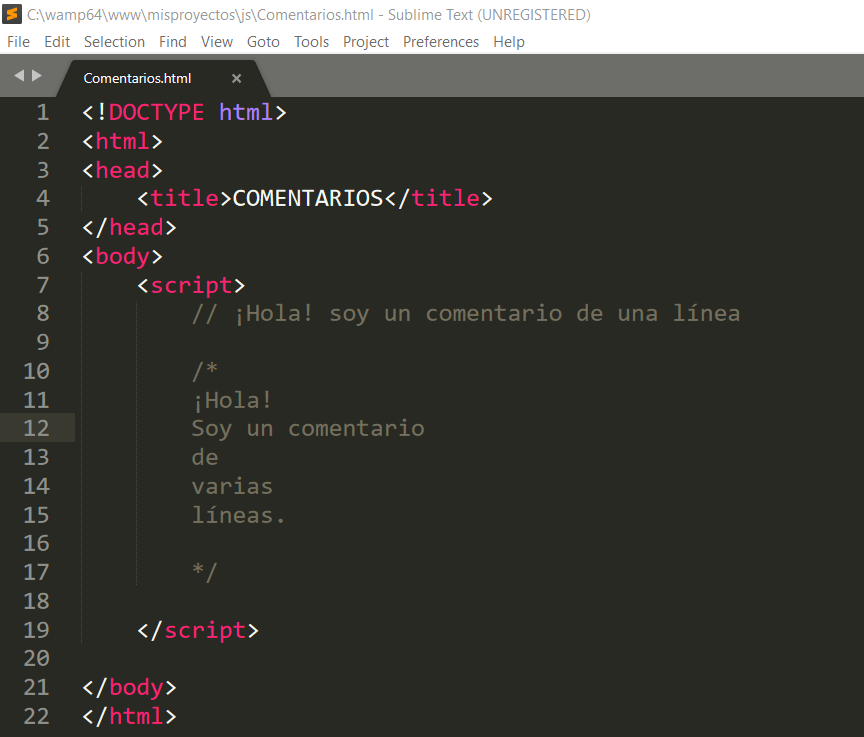 C:\wamp64\www\misproyectos\js\Comentarios.html - Sublime Text (UNREGISTERED)
File Edit Selection Find View Goto Tools Project Preferences Help
Comentarios.html ×
1 <!DOCTYPE html>
2 <html>
3 <head>
4 <title>COMENTARIOS</title>
5 </head>
6 <body>
7 <script>
8 // ¡Hola! soy un comentario de una línea
9
10 /*
11 ¡Hola!
12 Soy un comentario
13 de
14 varias
15 líneas.
16
17 */
18
19 </script>
20
21 </body>
22 </html>